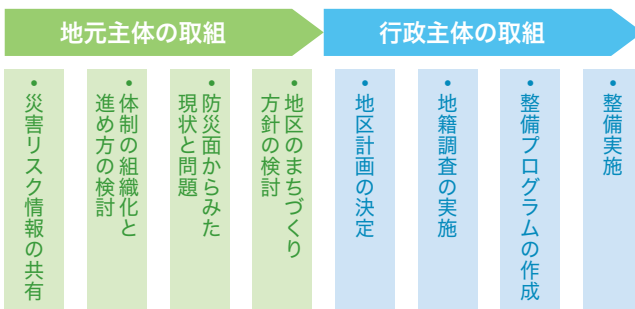 地元主体の取組
行政主体の取組
・災害リスク情報の共有
・体制の組織化と
進め方の検討
・防災面からみた
現状と問題
・地区のまちづくり
方針の検討
・地区計画の決定
・地籍調査の実施
・整備プログラムの作成
・整備実施